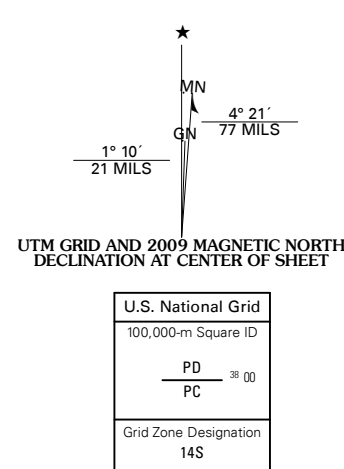 ★
MN
4° 21´
77 MILS
GN
1° 10´
21 MILS
UTM GRID AND 2009 MAGNETIC NORTH
DECLINATION AT CENTER OF SHEET
U.S. National Grid
100,000-m Square ID
PD
38 00
PC
Grid Zone Designation
14S